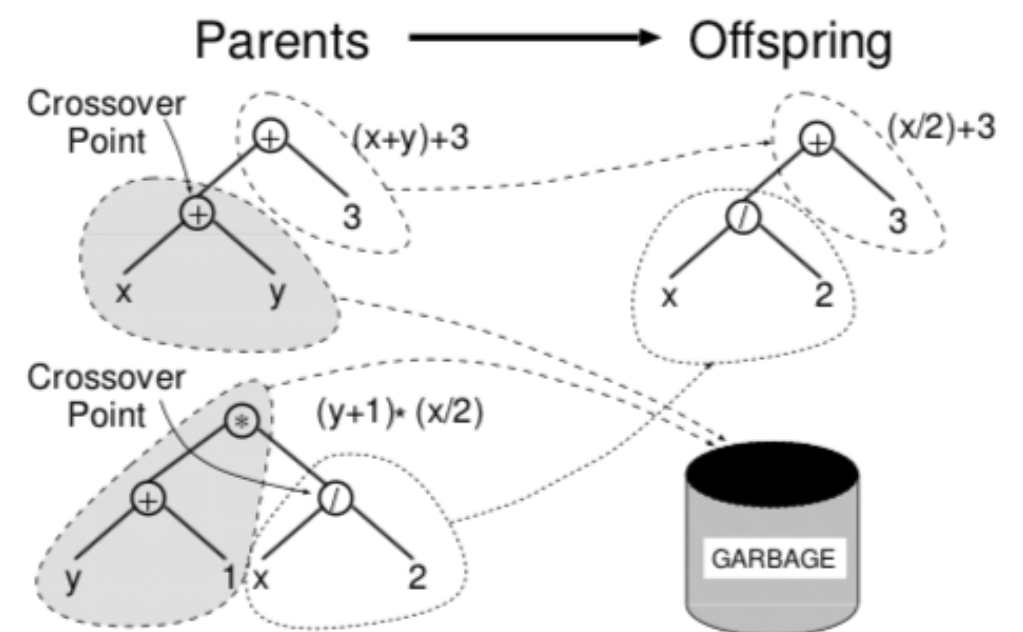 Parents
Offspring
Crossover
Point
+
(x+y)+3
+
3
x
y
+
(x/2)+3
/
3
x
2
Crossover
Point
*
(y+1)* (x/2)
+
/
y
1
x
2
GARBAGE